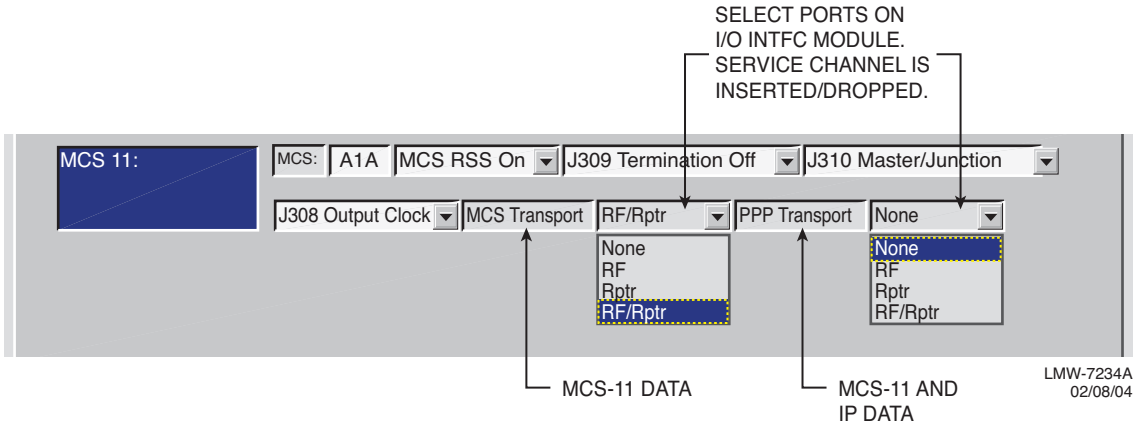 SELECT PORTS ON
I/O INTFC MODULE.
SERVICE CHANNEL IS
INSERTED/DROPPED.
MCS 11:
MCS: A1A MCS RSS On J309 Termination Off J310 Master/Junction
J308 Output Clock MCS Transport RF/Rptr PPP Transport None
None
RF
Rptr
RF/Rptr
None
RF
Rptr
RF/Rptr
MCS-11 DATA
MCS-11 AND
IP DATA
LMW-7234A
02/08/04